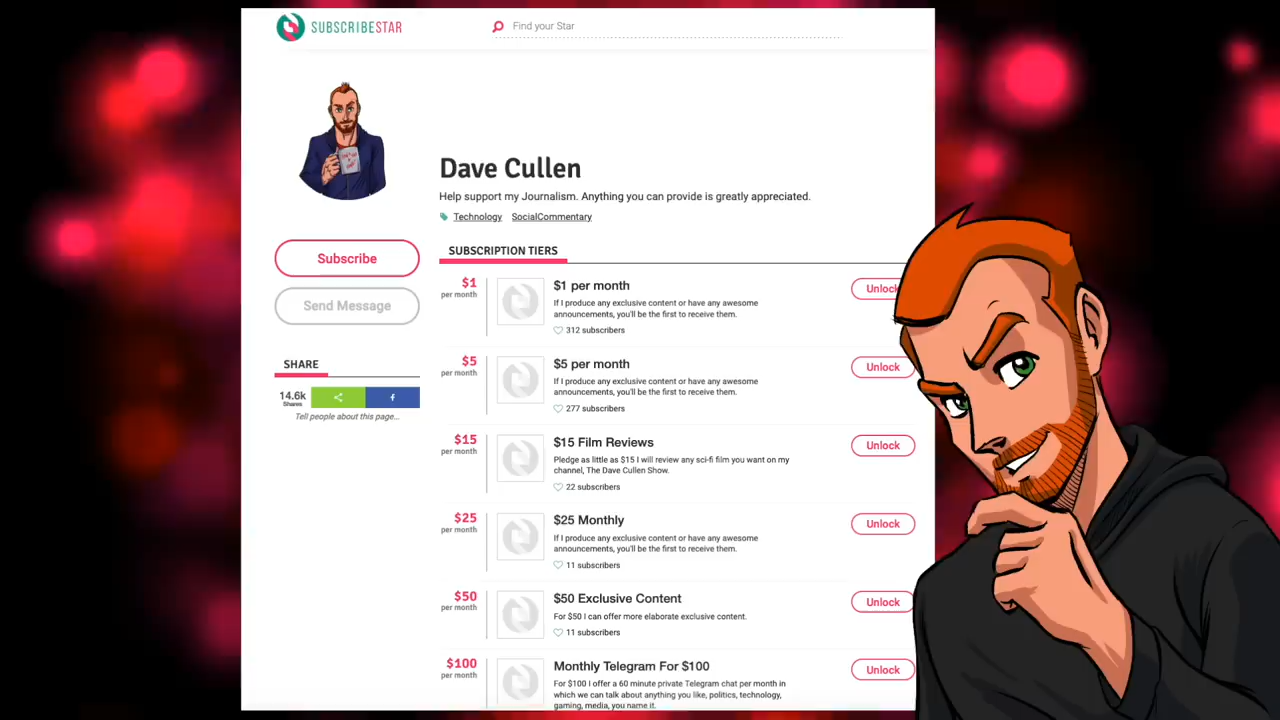 SUBSCRIBESTAR
Find your Star
Dave Cullen
Help support my Journalism. Anything you can provide is greatly appreciated.
Technology SocialCommentary
Subscribe
Send Message
SHARE
14.6k
Shares
Tell people about this page...
SUBSCRIPTION TIERS
$1
per month
$1 per month
If I produce any exclusive content or have any awesome
announcements, you'll be the first to receive them.
312 subscribers
Unlock
$5
per month
$5 per month
If I produce any exclusive content or have any awesome
announcements, you'll be the first to receive them.
277 subscribers
Unlock
$15
per month
$15 Film Reviews
Pledge as little as $15 I will review any sci-fi film you want on my
channel, The Dave Cullen Show.
22 subscribers
Unlock
$25
per month
$25 Monthly
If I produce any exclusive content or have any awesome
announcements, you'll be the first to receive them.
11 subscribers
Unlock
$50
per month
$50 Exclusive Content
For $50 I can offer more elaborate exclusive content.
11 subscribers
Unlock
$100
per month
Monthly Telegram For $100
For $100 I offer a 60 minute private Telegram chat per month in
which we can talk about anything you like, politics, technology,
gaming, media, you name it.
Unlock